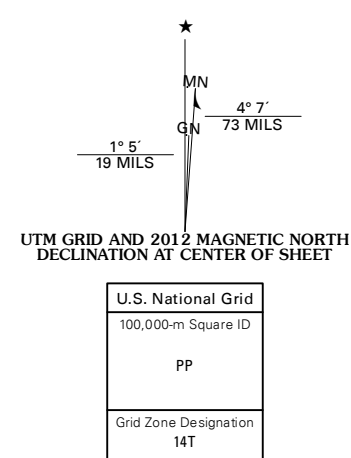 ★
MN
GN
4° 7´
73 MILS
1° 5´
19 MILS
UTM GRID AND 2012 MAGNETIC NORTH
DECLINATION AT CENTER OF SHEET
U.S. National Grid
100,000-m Square ID
PP
Grid Zone Designation
14T